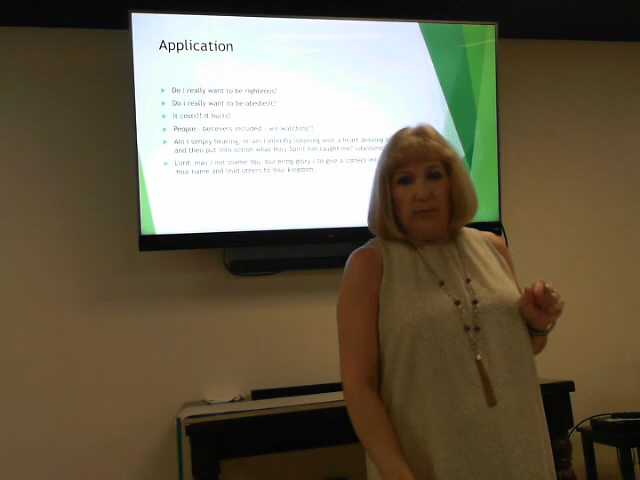 Application
Do I really want to be righteous?
Do I really want to be obedient?
It costs!! It hurts!
People - believers included - are watching!!
Am I simply hearing, or am I intently listening with a heart desiring
and then put into action what Holy Spirit has taught me?
Lord, may I not shame You, but bring glory to give a correct
Your name and lead others to Your kingdom